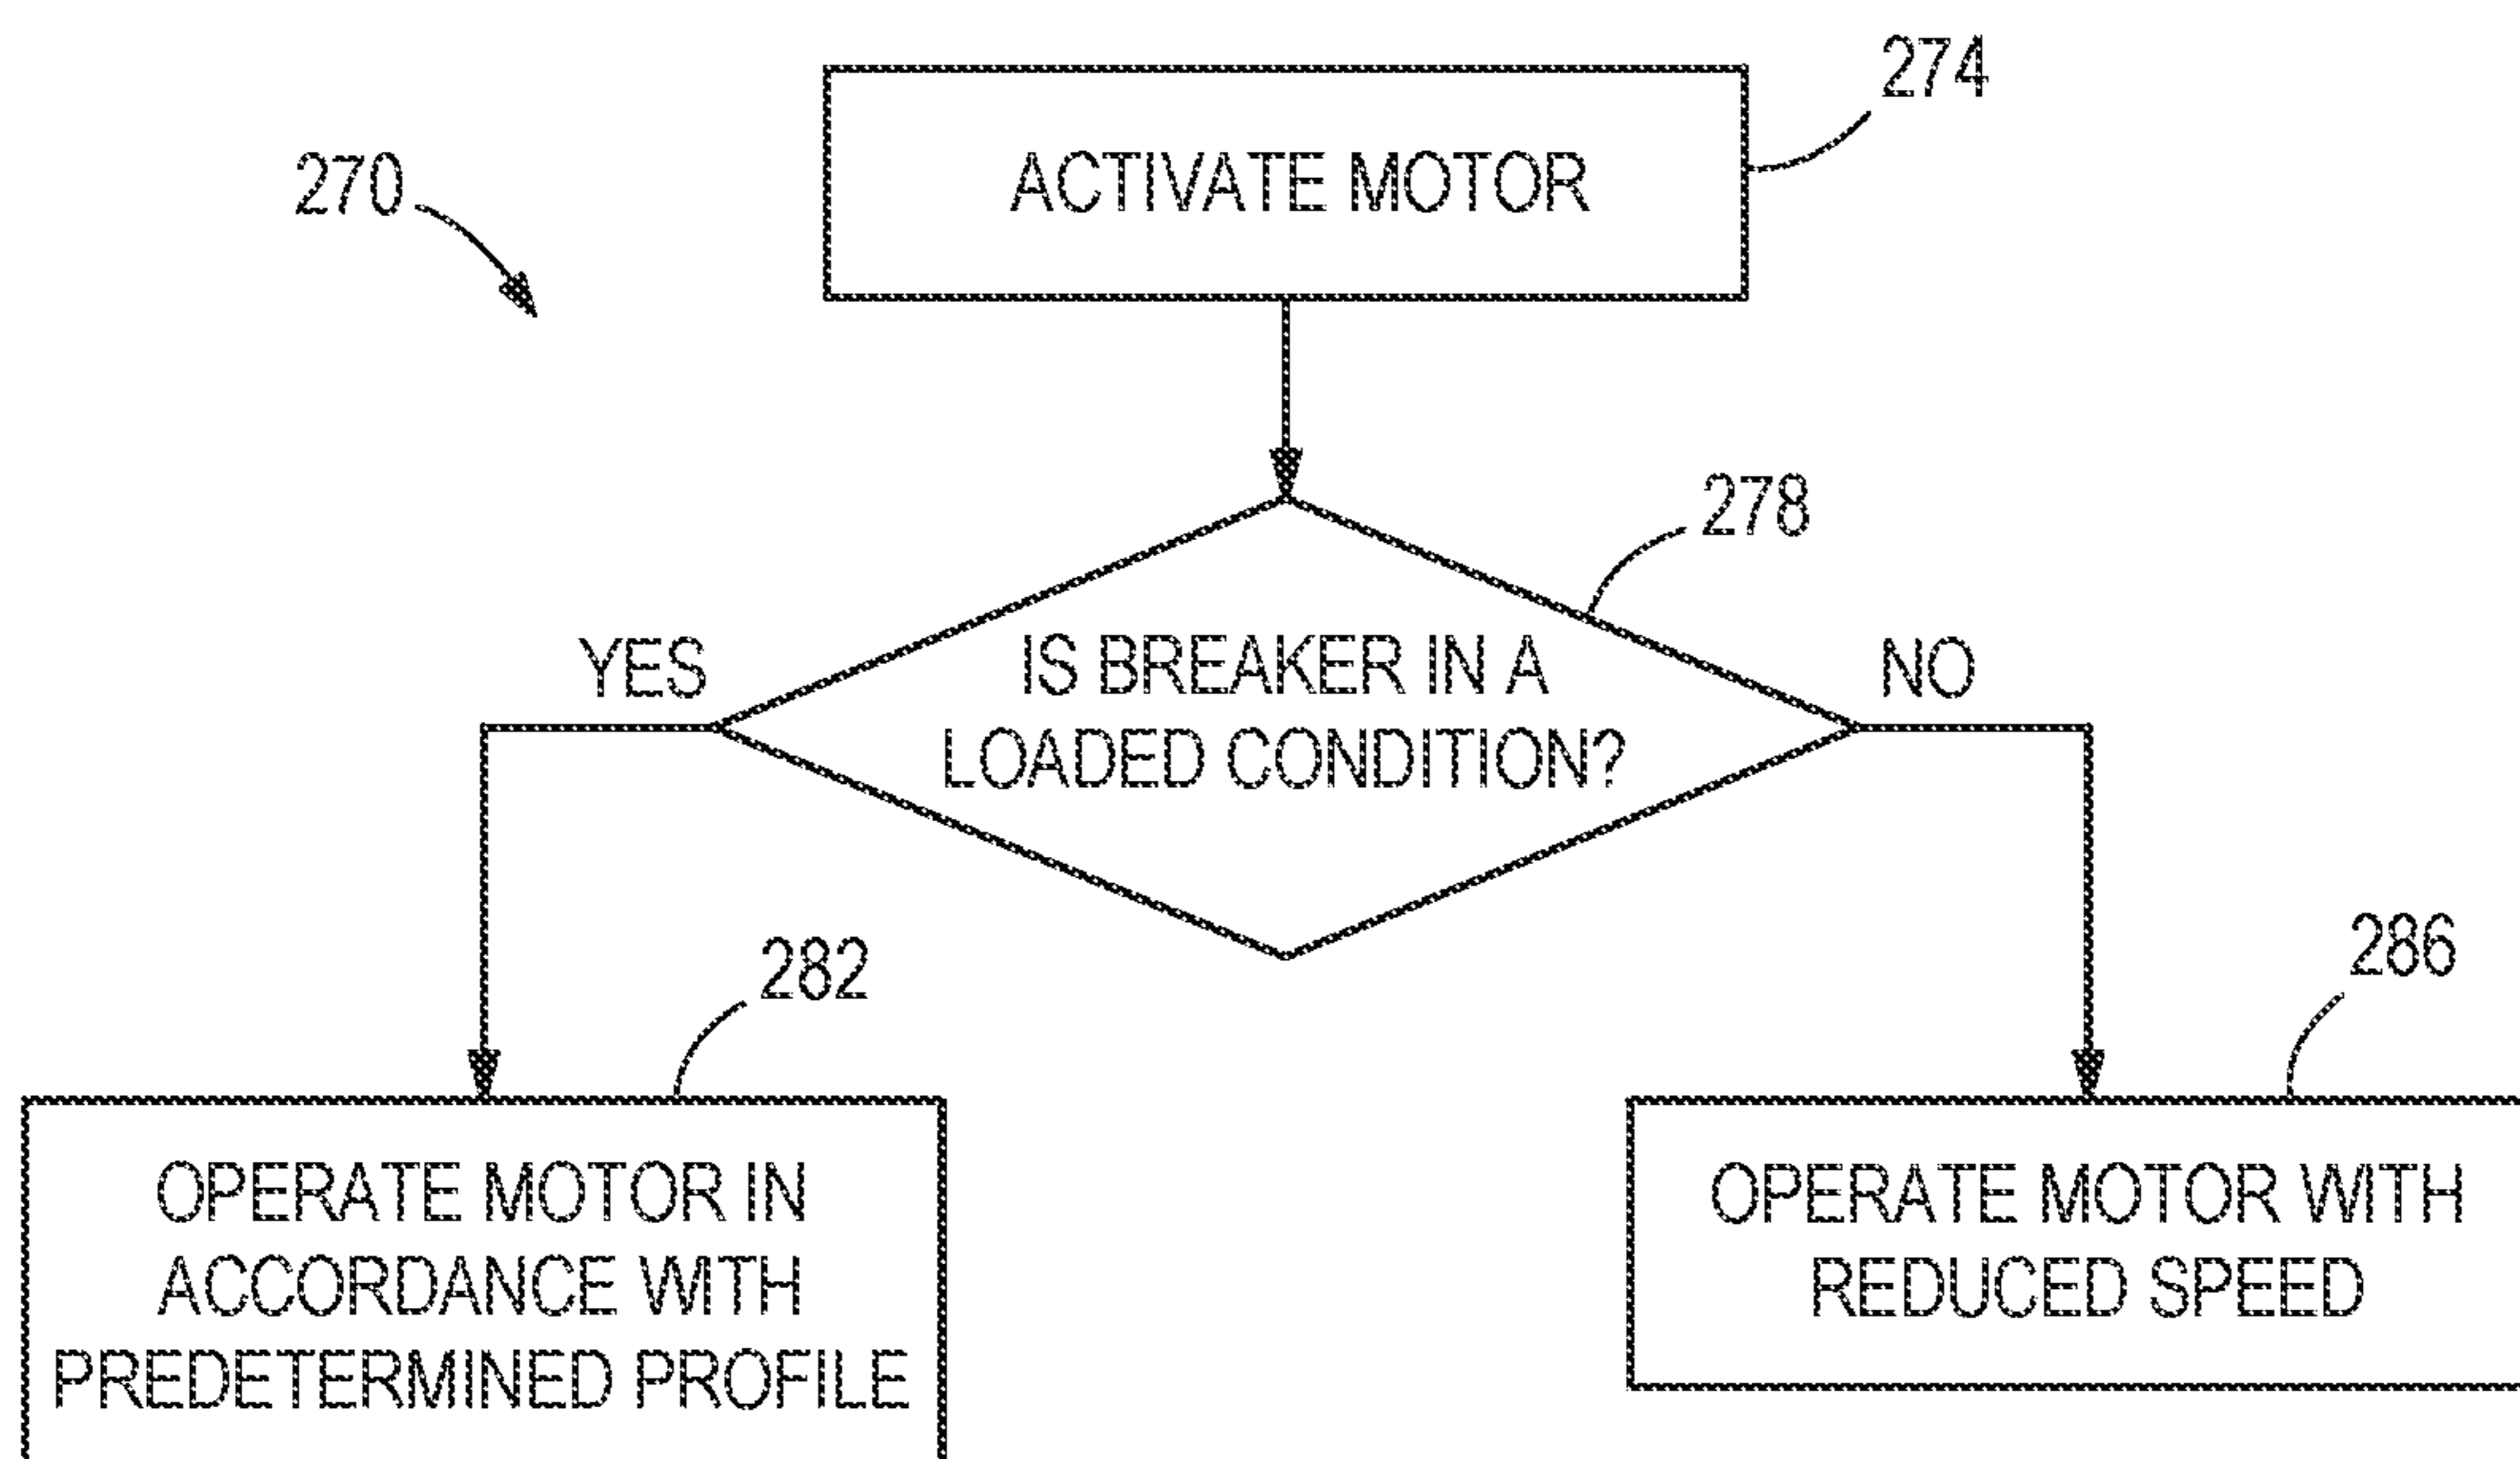 274
270
ACTIVATE MOTOR
278
YES
IS BREAKER IN A
LOADED CONDITION?
NO
282
286
OPERATE MOTOR IN
ACCORDANCE WITH
PREDETERMINED PROFILE
OPERATE MOTOR WITH
REDUCED SPEED